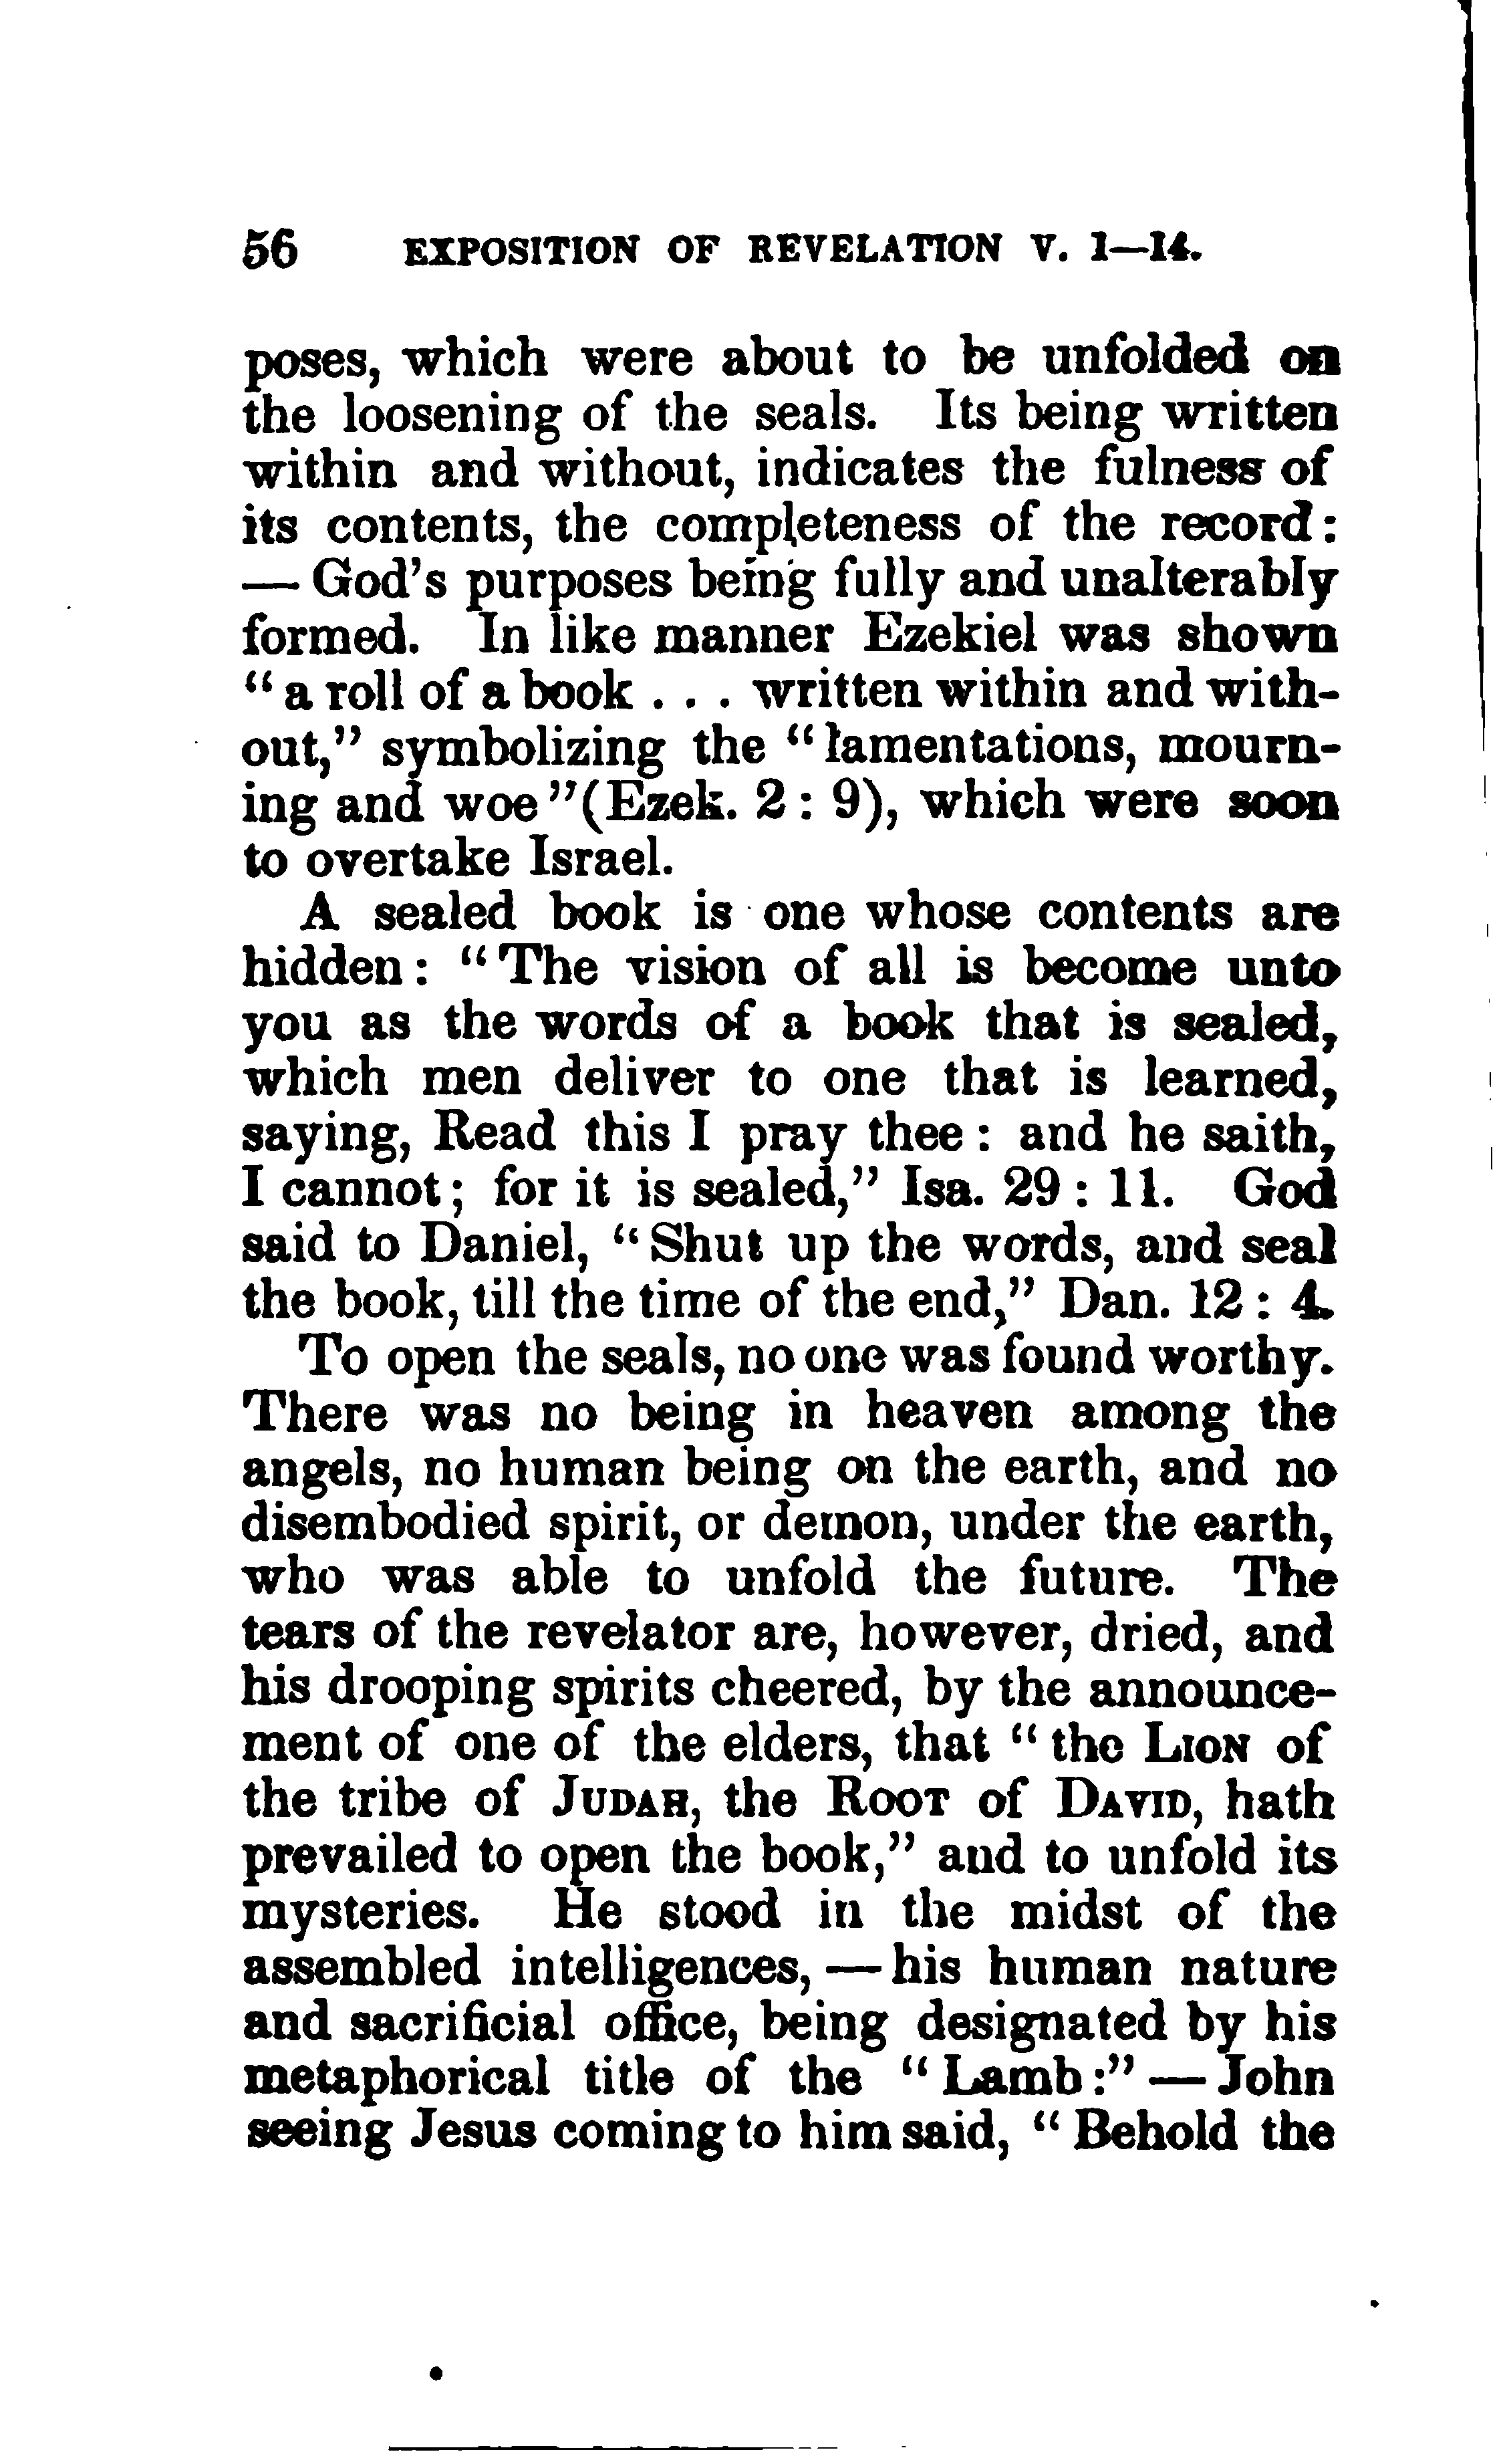 56 EXPOSITION OF REVELATION V. 1—14.
poses, which were about to be unfolded on
the loosening of the seals. Its being written
within and without, indicates the fulness of
its contents, the completeness of the record:
— God's purposes being fully and unalterably
formed. In like manner Ezekiel was shown
“a roll of a book . . . written within and with-
out,” symbolizing the “lamentations, mourn-
ing and woe”(Ezek. 2: 9), which were soon
to overtake Israel.
A sealed book is one whose contents are
hidden: “The vision of all is become unto
you as the words of a book that is sealed,
which men deliver to one that is learned,
saying, Read this I pray thee: and he saith,
I cannot; for it is sealed,” Isa. 29: 11. God
said to Daniel, “Shut up the words, and seal
the book, till the time of the end,” Dan. 12: 4.
To open the seals, no one was found worthy.
There was no being in heaven among the
angels, no human being on the earth, and no
disembodied spirit, or demon, under the earth,
who was able to unfold the future. The
tears of the revelator are, however, dried, and
his drooping spirits cheered, by the announce-
ment of one of the elders, that “the LION of
the tribe of JUDAH, the ROOT of DAVID, hath
prevailed to open the book,” and to unfold its
mysteries. He stood in the midst of the
assembled intelligences, — his human nature
and sacrificial office, being designated by his
metaphorical title of the “Lamb:” — John
seeing Jesus coming to him said, “Behold the